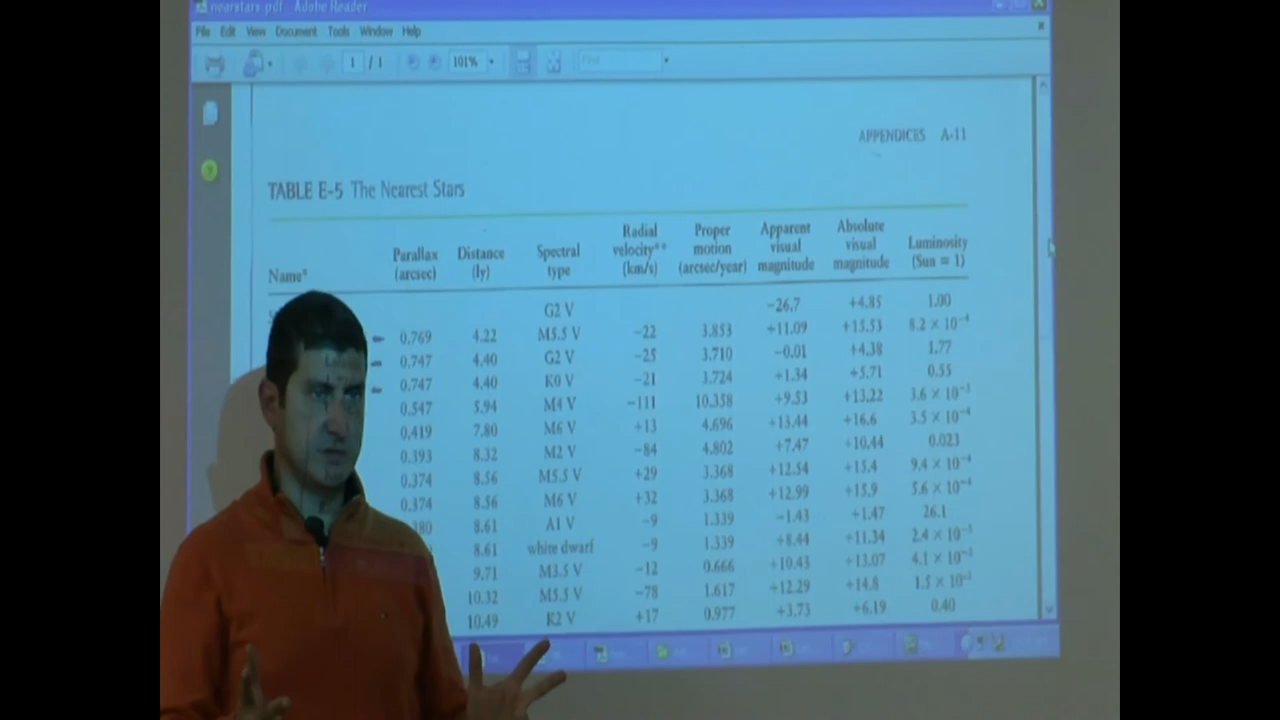 nearstars.pdf - Adobe Reader
File Edit View Document Tools Window Help
1 / 1 101% Find
APPENDICES A-11
TABLE E-5 The Nearest Stars
Name* Parallax (arcsec) Distance (ly) Spectral type Radial velocity** (km/s) Proper motion (arcsec/year) Apparent visual magnitude Absolute visual magnitude Luminosity (Sun = 1)
G2 V −26.7 +4.85 1.00
0.769 4.22 M5.5 V −22 3.853 +11.09 +15.53 8.2 × 10⁻⁴
0.747 4.40 G2 V −25 3.710 −0.01 +4.38 1.77
0.747 4.40 K0 V −21 3.724 +1.34 +5.71 0.55
0.547 5.94 M4 V −111 10.358 +9.53 +13.22 3.6 × 10⁻³
0.419 7.80 M6 V +13 4.696 +13.44 +16.6 3.5 × 10⁻⁴
0.393 8.32 M2 V −84 4.802 +7.47 +10.44 0.023
0.374 8.56 M5.5 V +29 3.368 +12.54 +15.4 9.4 × 10⁻⁴
0.374 8.56 M6 V +32 3.368 +12.99 +15.9 5.6 × 10⁻⁴
380 8.61 A1 V −9 1.339 −1.43 +1.47 26.1
8.61 white dwarf −9 1.339 +8.44 +11.34 2.4 × 10⁻³
9.71 M3.5 V −12 0.666 +10.43 +13.07 4.1 × 10⁻³
10.32 M5.5 V −78 1.617 +12.29 +14.8 1.5 × 10⁻³
10.49 K2 V +17 0.977 +3.73 +6.19 0.40